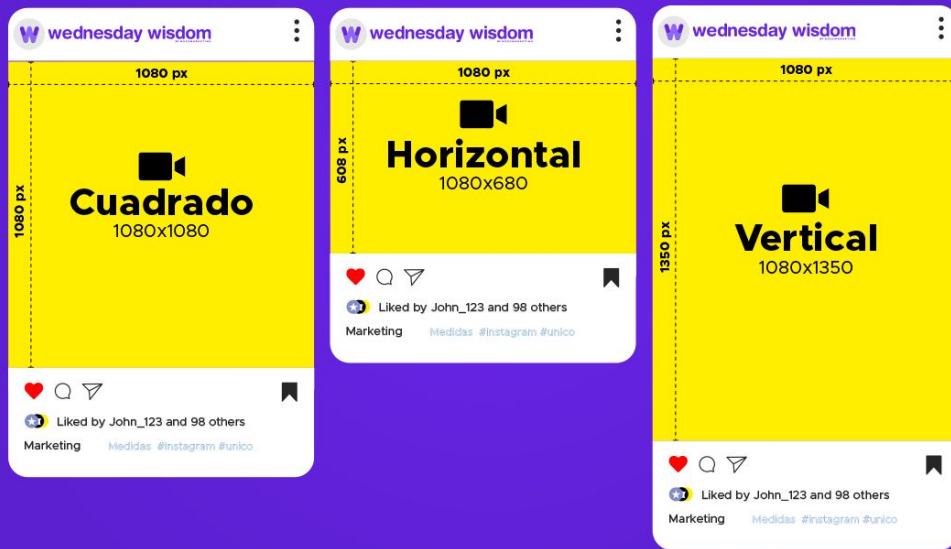 wednesday wisdom
1080 px
1080 px
Cuadrado
1080x1080
Liked by John_123 and 98 others
Marketing Medidas #instagram #unico
wednesday wisdom
1080 px
608 px
Horizontal
1080x680
Liked by John_123 and 98 others
Marketing Medidas #instagram #unico
wednesday wisdom
1080 px
1350 px
Vertical
1080x1350
Liked by John_123 and 98 others
Marketing Medidas #instagram #unico